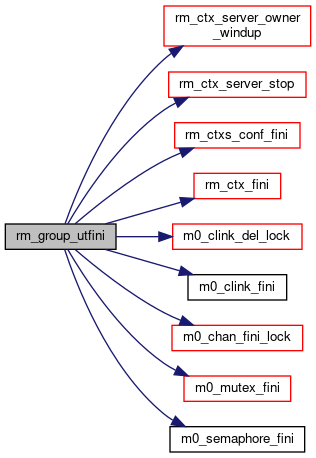 rm_ctx_server_owner
_windup
rm_ctx_server_stop
rm_ctxs_conf_fini
rm_ctx_fini
rm_group_utfini
m0_clink_del_lock
m0_clink_fini
m0_chan_fini_lock
m0_mutex_fini
m0_semaphore_fini